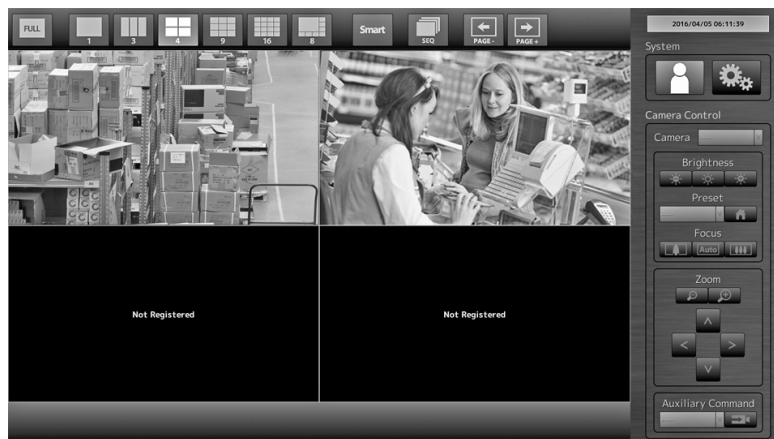 FULL
1
3
4
9
16
8
Smart
SEQ
PAGE-
PAGE+
2016/04/05 06:11:39
System
Camera Control
Camera
Brightness
Preset
Focus
Auto
Zoom
Not Registered
Not Registered
Auxiliary Command